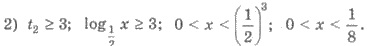 2) t₂ ≥ 3; log_{1/2} x ≥ 3; 0 < x < (1/2)³; 0 < x < 1/8.